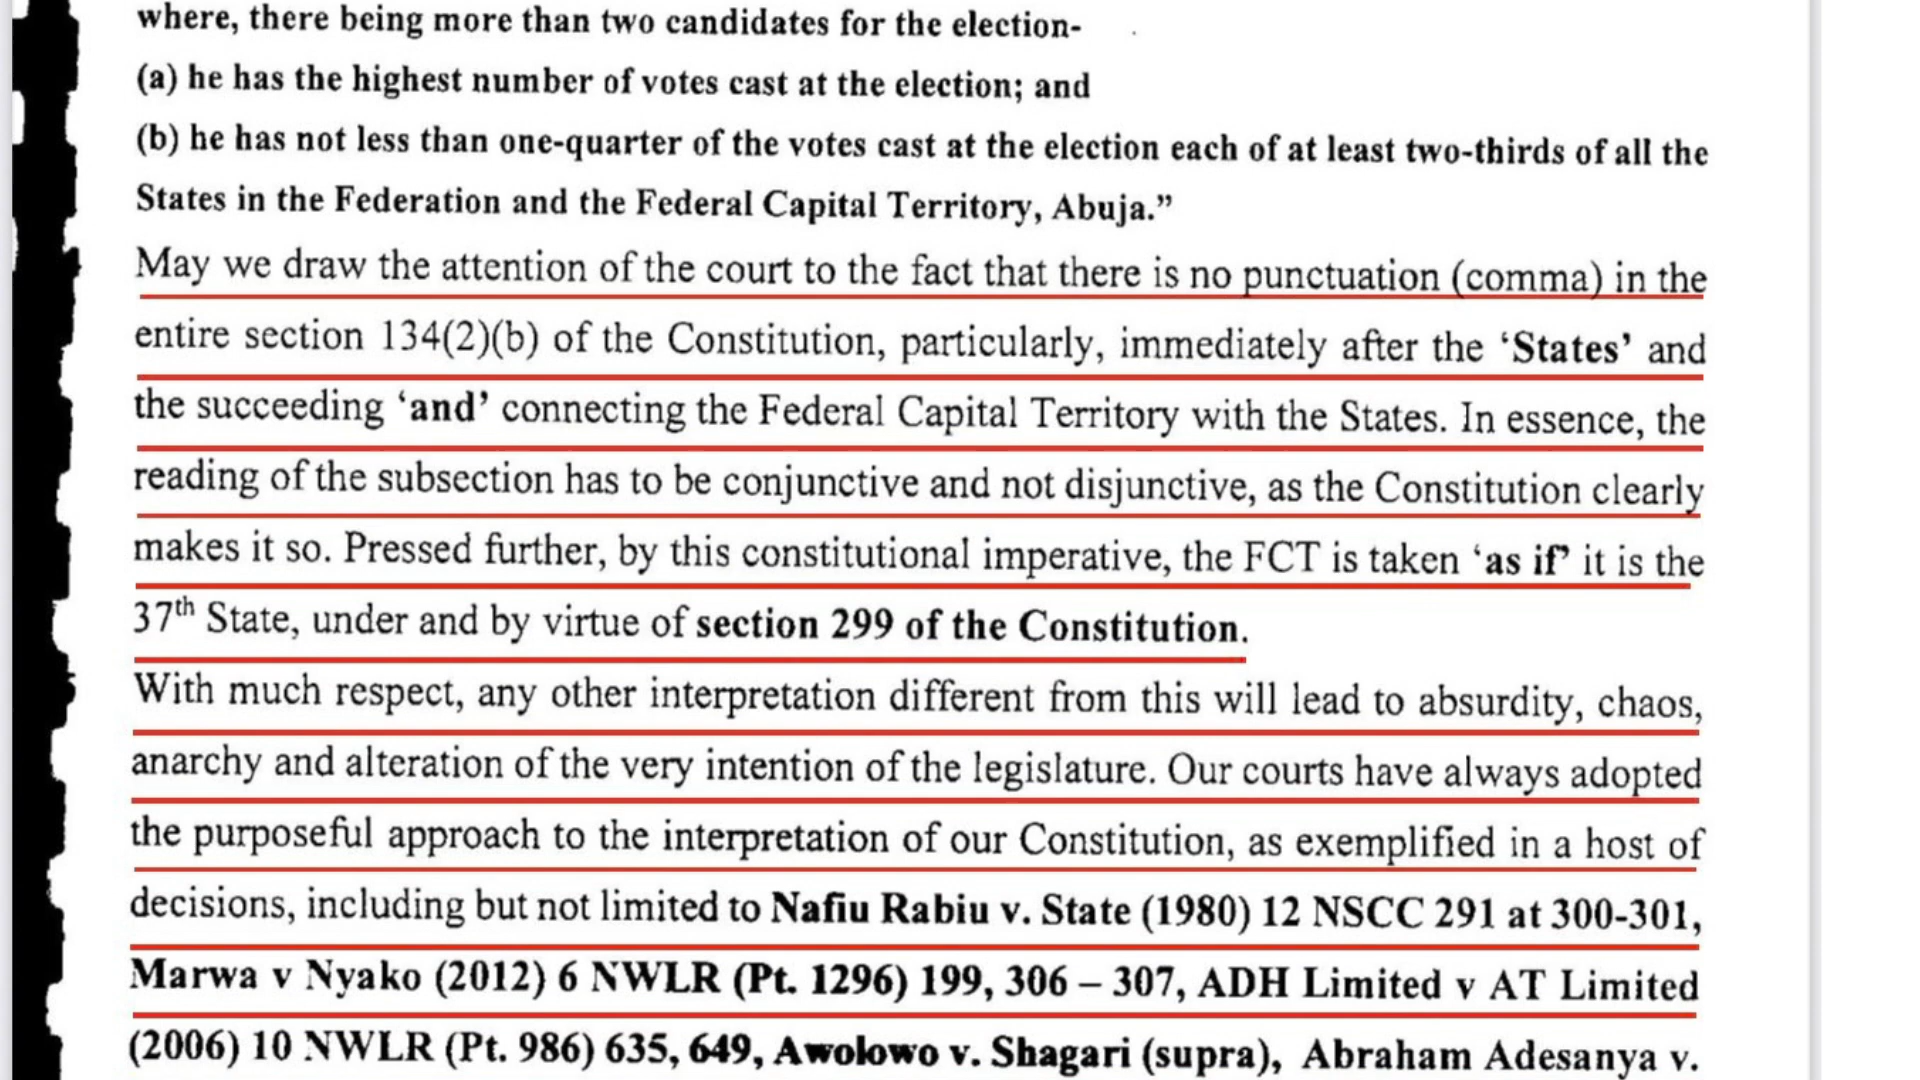 where, there being more than two candidates for the election-
(a) he has the highest number of votes cast at the election; and
(b) he has not less than one-quarter of the votes cast at the election each of at least two-thirds of all the
States in the Federation and the Federal Capital Territory, Abuja.”
May we draw the attention of the court to the fact that there is no punctuation (comma) in the
entire section 134(2)(b) of the Constitution, particularly, immediately after the ‘States’ and
the succeeding ‘and’ connecting the Federal Capital Territory with the States. In essence, the
reading of the subsection has to be conjunctive and not disjunctive, as the Constitution clearly
makes it so. Pressed further, by this constitutional imperative, the FCT is taken ‘as if’ it is the
37th State, under and by virtue of section 299 of the Constitution.
With much respect, any other interpretation different from this will lead to absurdity, chaos,
anarchy and alteration of the very intention of the legislature. Our courts have always adopted
the purposeful approach to the interpretation of our Constitution, as exemplified in a host of
decisions, including but not limited to Nafiu Rabiu v. State (1980) 12 NSCC 291 at 300-301,
Marwa v Nyako (2012) 6 NWLR (Pt. 1296) 199, 306 – 307, ADH Limited v AT Limited
(2006) 10 NWLR (Pt. 986) 635, 649, Awolowo v. Shagari (supra), Abraham Adesanya v.